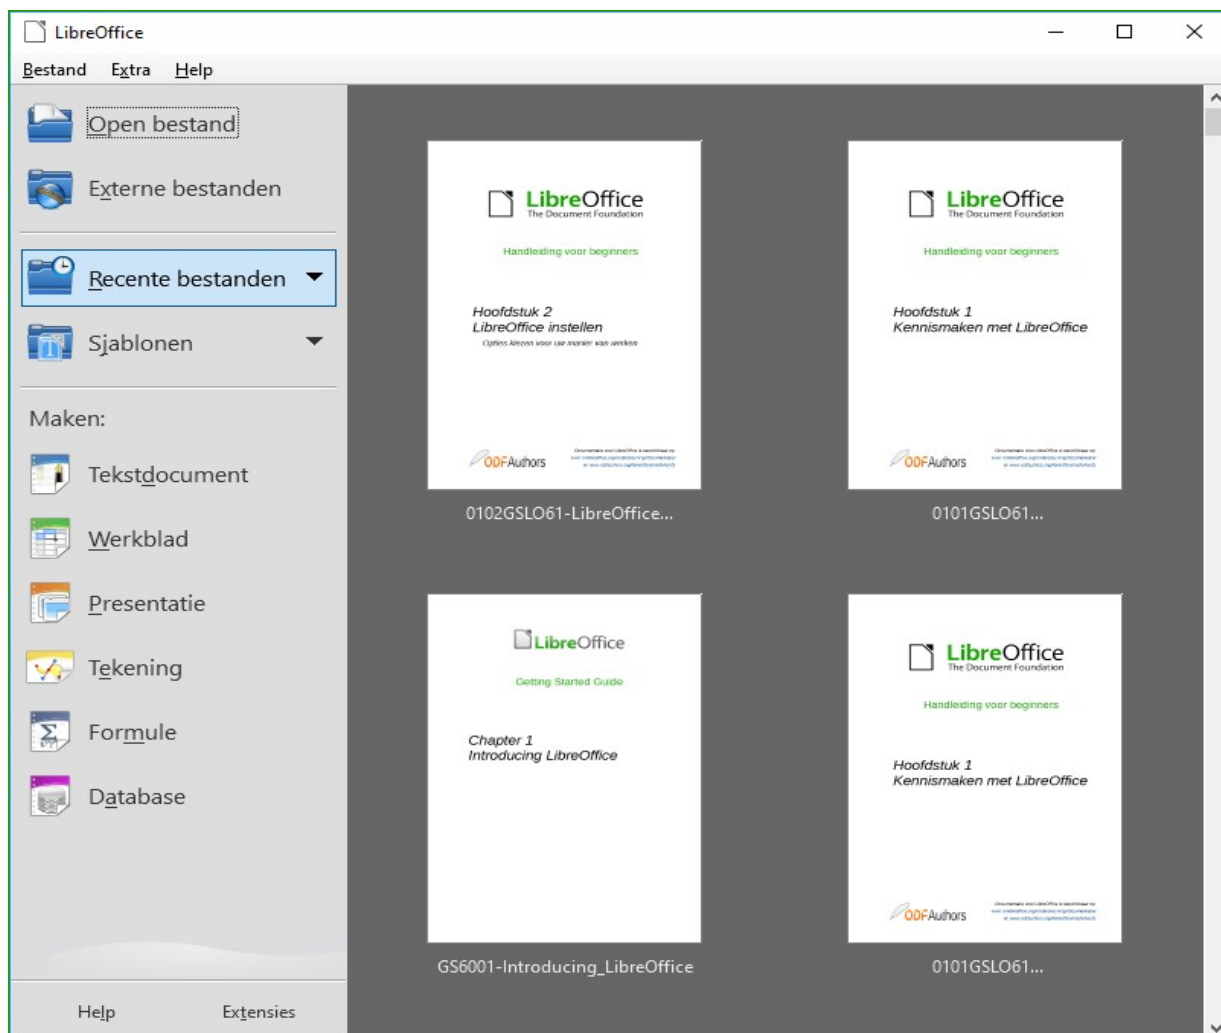 LibreOffice
Bestand Extra Help
Open bestand
Externe bestanden
Recente bestanden
Sjablonen
Maken:
Tekstdocument
Werkblad
Presentatie
Tekening
Formule
Database
Help Extensies
LibreOffice
The Document Foundation
Handleiding voor beginners
Hoofdstuk 2
LibreOffice instellen
Opties kiezen voor uw manier van werken
ODFAuthors
0102GSLO61-LibreOffice...
LibreOffice
The Document Foundation
Handleiding voor beginners
Hoofdstuk 1
Kennismaken met LibreOffice
ODFAuthors
0101GSLO61...
LibreOffice
Getting Started Guide
Chapter 1
Introducing LibreOffice
GS6001-Introducing_LibreOffice
LibreOffice
The Document Foundation
Handleiding voor beginners
Hoofdstuk 1
Kennismaken met LibreOffice
ODFAuthors
0101GSLO61...